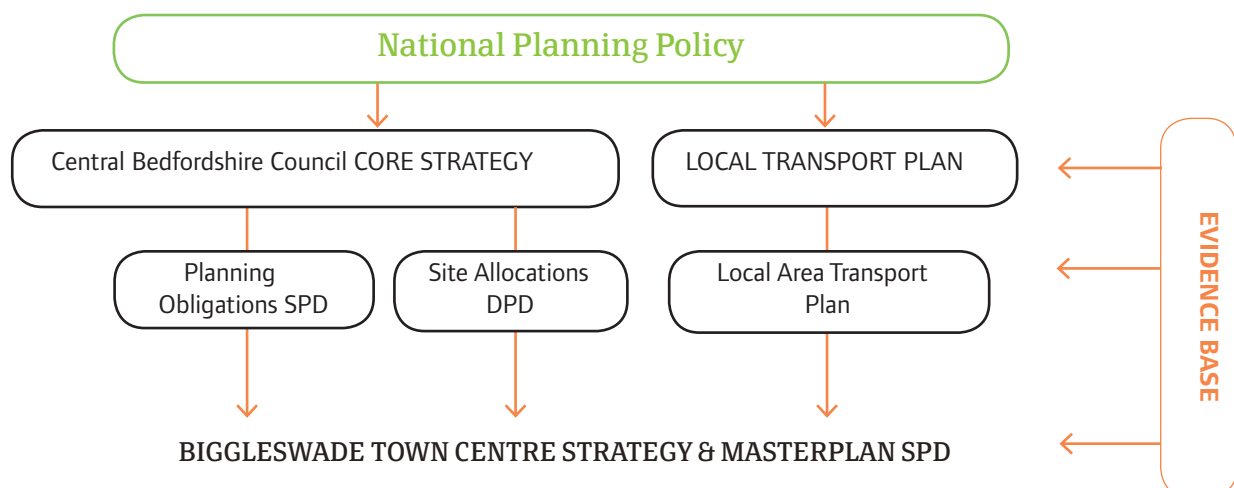 National Planning Policy
Central Bedfordshire Council CORE STRATEGY
LOCAL TRANSPORT PLAN
Planning
Obligations SPD
Site Allocations
DPD
Local Area Transport
Plan
BIGGLESWADE TOWN CENTRE STRATEGY & MASTERPLAN SPD
EVIDENCE BASE